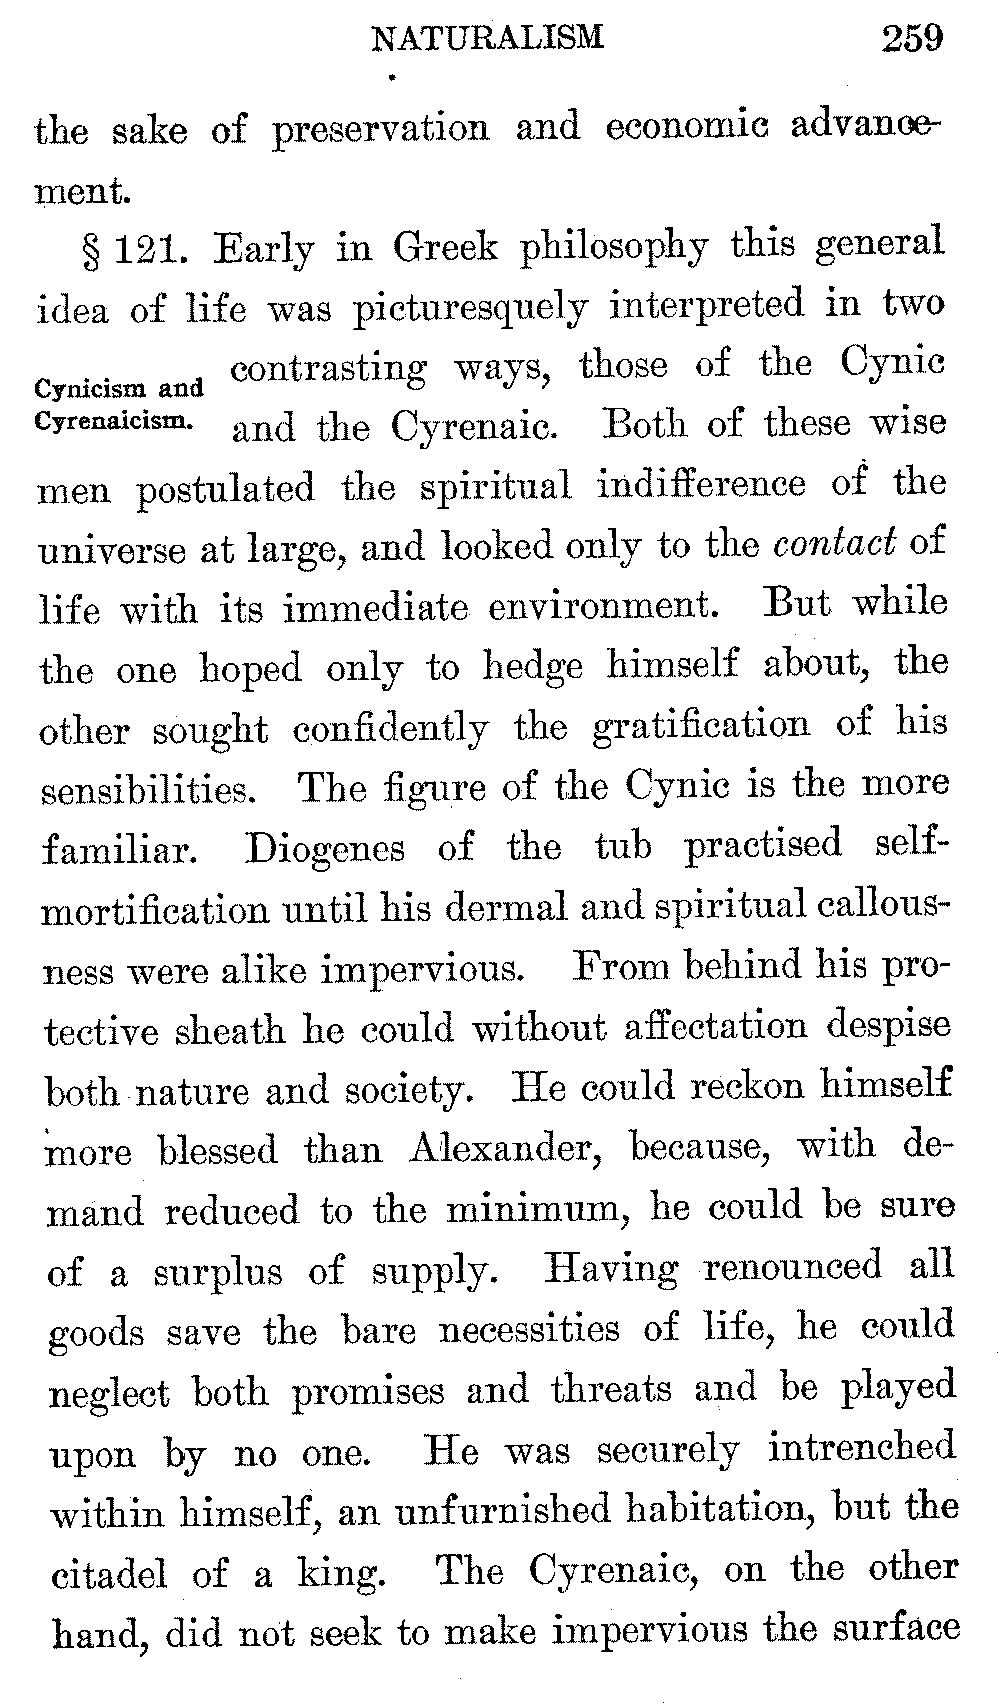 NATURALISM 259
the sake of preservation and economic advance-
ment.
§ 121. Early in Greek philosophy this general
idea of life was picturesquely interpreted in two
contrasting ways, those of the Cynic
Cynicism and
Cyrenaicism.
and the Cyrenaic. Both of these wise
men postulated the spiritual indifference of the
universe at large, and looked only to the contact of
life with its immediate environment. But while
the one hoped only to hedge himself about, the
other sought confidently the gratification of his
sensibilities. The figure of the Cynic is the more
familiar. Diogenes of the tub practised self-
mortification until his dermal and spiritual callous-
ness were alike impervious. From behind his pro-
tective sheath he could without affectation despise
both nature and society. He could reckon himself
more blessed than Alexander, because, with de-
mand reduced to the minimum, he could be sure
of a surplus of supply. Having renounced all
goods save the bare necessities of life, he could
neglect both promises and threats and be played
upon by no one. He was securely intrenched
within himself, an unfurnished habitation, but the
citadel of a king. The Cyrenaic, on the other
hand, did not seek to make impervious the surface